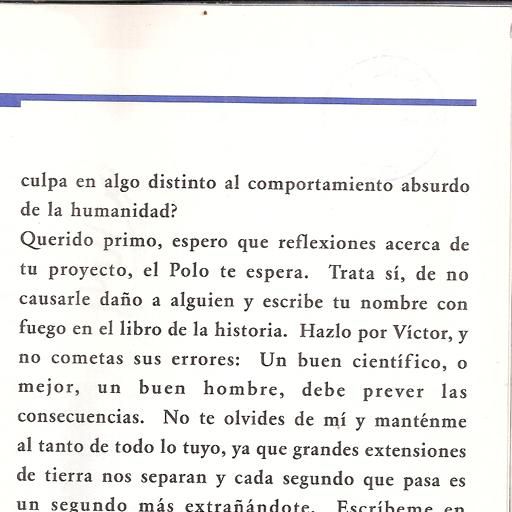 culpa en algo distinto al comportamiento absurdo
de la humanidad?
Querido primo, espero que reflexiones acerca de
tu proyecto, el Polo te espera. Trata sí, de no
causarle daño a alguien y escribe tu nombre con
fuego en el libro de la historia. Hazlo por Víctor, y
no cometas sus errores: Un buen científico, o
mejor, un buen hombre, debe prever las
consecuencias. No te olvides de mí y manténme
al tanto de todo lo tuyo, ya que grandes extensiones
de tierra nos separan y cada segundo que pasa es
un segundo más extrañándote. Escríbeme en